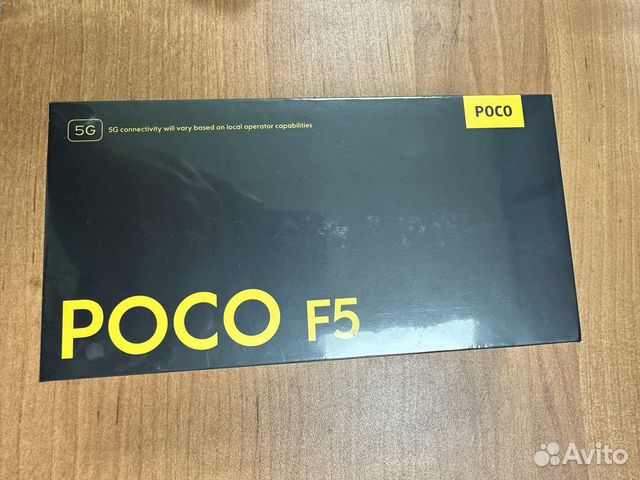 5G
5G connectivity will vary based on local operator capabilities
POCO
POCO F5
Avito